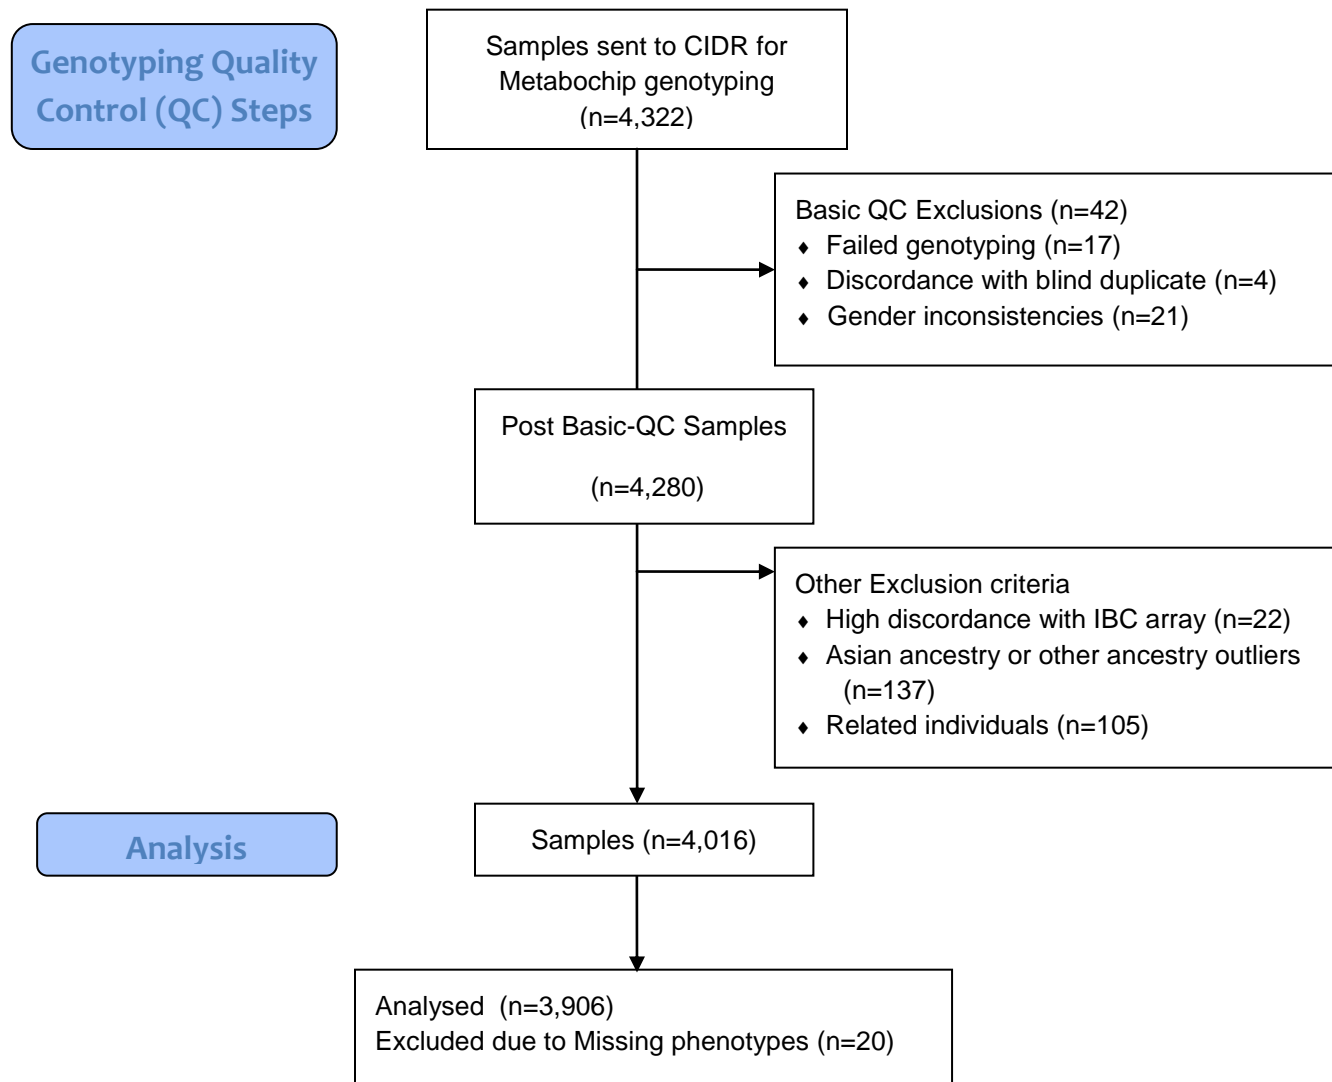 Genotyping Quality
Control (QC) Steps
Samples sent to CIDR for
Metabochip genotyping
(n=4,322)
Basic QC Exclusions (n=42)
♦ Failed genotyping (n=17)
♦ Discordance with blind duplicate (n=4)
♦ Gender inconsistencies (n=21)
Post Basic-QC Samples
(n=4,280)
Other Exclusion criteria
♦ High discordance with IBC array (n=22)
♦ Asian ancestry or other ancestry outliers
(n=137)
♦ Related individuals (n=105)
Analysis
Samples (n=4,016)
Analysed (n=3,906)
Excluded due to Missing phenotypes (n=20)